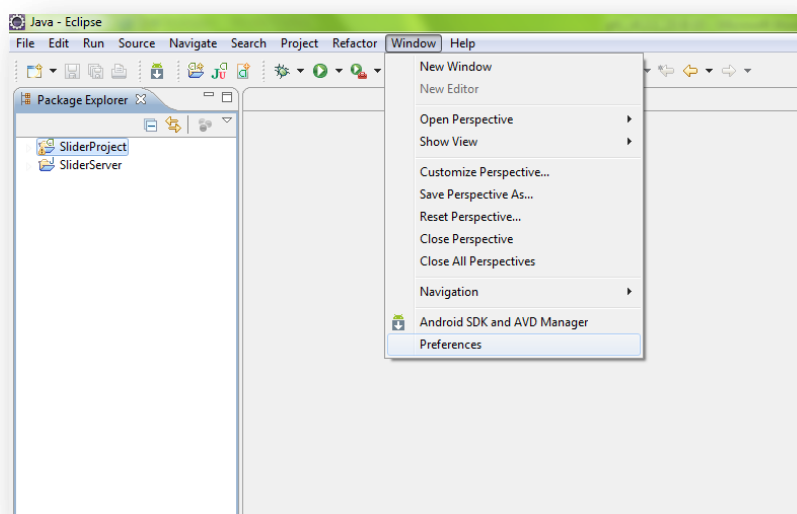 Java - Eclipse
File Edit Run Source Navigate Search Project Refactor Window Help
Package Explorer
SliderProject
SliderServer
New Window
New Editor
Open Perspective
Show View
Customize Perspective...
Save Perspective As...
Reset Perspective...
Close Perspective
Close All Perspectives
Navigation
Android SDK and AVD Manager
Preferences